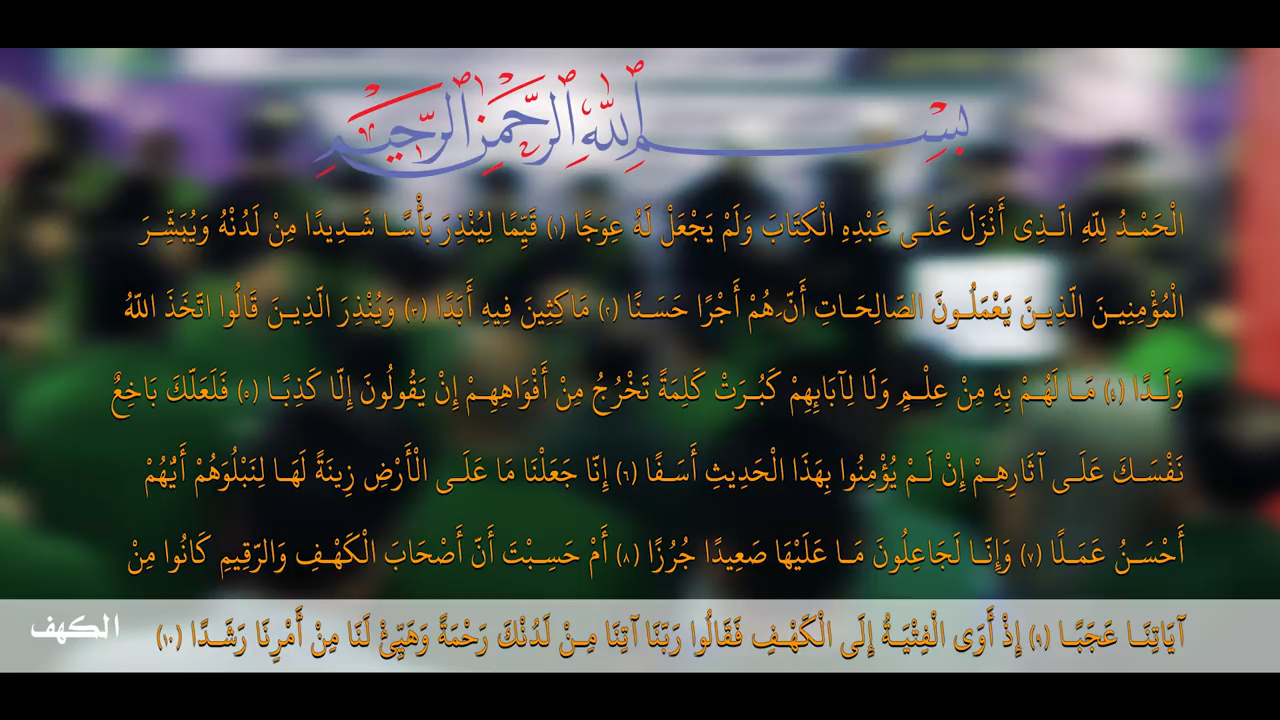 بِسْمِ اللَّهِ الرَّحْمَنِ الرَّحِيمِ
الْحَمْدُ لِلَّهِ الَّذِي أَنْزَلَ عَلَى عَبْدِهِ الْكِتَابَ وَلَمْ يَجْعَلْ لَهُ عِوَجًا (١) قَيِّمًا لِيُنْذِرَ بَأْسًا شَدِيدًا مِنْ لَدُنْهُ وَيُبَشِّرَ
الْمُؤْمِنِينَ الَّذِينَ يَعْمَلُونَ الصَّالِحَاتِ أَنَّ هُمْ أَجْرًا حَسَنًا (٢) مَاكِثِينَ فِيهِ أَبَدًا (٣) وَيُنْذِرَ الَّذِينَ قَالُوا اتَّخَذَ اللَّهُ
وَلَدًا (٤) مَا لَهُمْ بِهِ مِنْ عِلْمٍ وَلَا لِآبَائِهِمْ كَبُرَتْ كَلِمَةً تَخْرُجُ مِنْ أَفْوَاهِهِمْ إِنْ يَقُولُونَ إِلَّا كَذِبًا (٥) فَلَعَلَّكَ بَاخِعٌ
نَفْسَكَ عَلَى آثَارِهِمْ إِنْ لَمْ يُؤْمِنُوا بِهَذَا الْحَدِيثِ أَسَفًا (٦) إِنَّا جَعَلْنَا مَا عَلَى الْأَرْضِ زِينَةً لَهَا لِنَبْلُوَهُمْ أَيُّهُمْ
أَحْسَنُ عَمَلًا (٧) وَإِنَّا لَجَاعِلُونَ مَا عَلَيْهَا صَعِيدًا جُرُزًا (٨) أَمْ حَسِبْتَ أَنَّ أَصْحَابَ الْكَهْفِ وَالرَّقِيمِ كَانُوا مِنْ
آيَاتِنَا عَجَبًا (٩) إِذْ أَوَى الْفِتْيَةُ إِلَى الْكَهْفِ فَقَالُوا رَبَّنَا آتِنَا مِنْ لَدُنْكَ رَحْمَةً وَهَيِّئْ لَنَا مِنْ أَمْرِنَا رَشَدًا (١٠)
الكهف